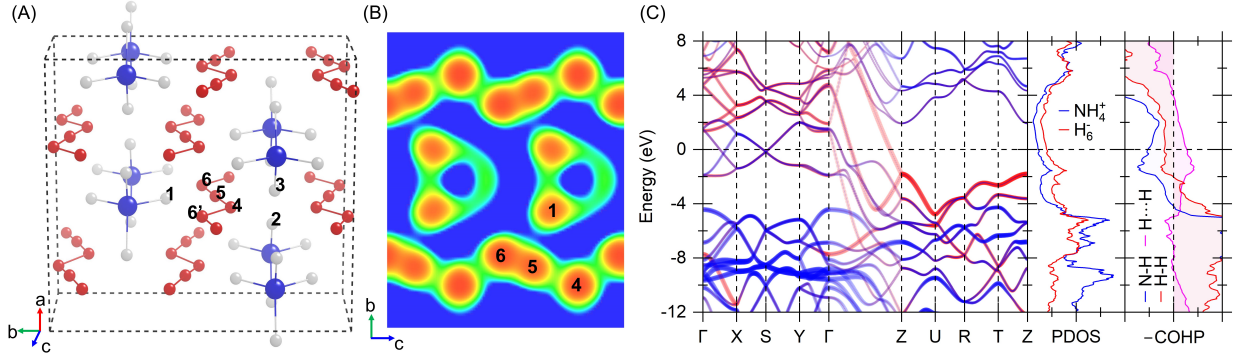 (A)
1
2
3
4
5
6
6'
a
b
c
(B)
1
6
5
4
b
c
(C)
Energy (eV)
8
4
0
-4
-8
-12
Γ X S Y Γ Z U R T Z
NH₄⁺
H₆⁻
PDOS
N-H
H-H
H···H
−COHP